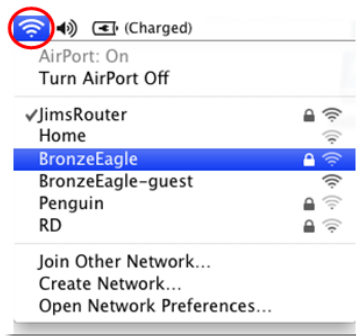 (Charged)
AirPort: On
Turn AirPort Off
✓JimsRouter
Home
BronzeEagle
BronzeEagle-guest
Penguin
RD
Join Other Network...
Create Network...
Open Network Preferences...